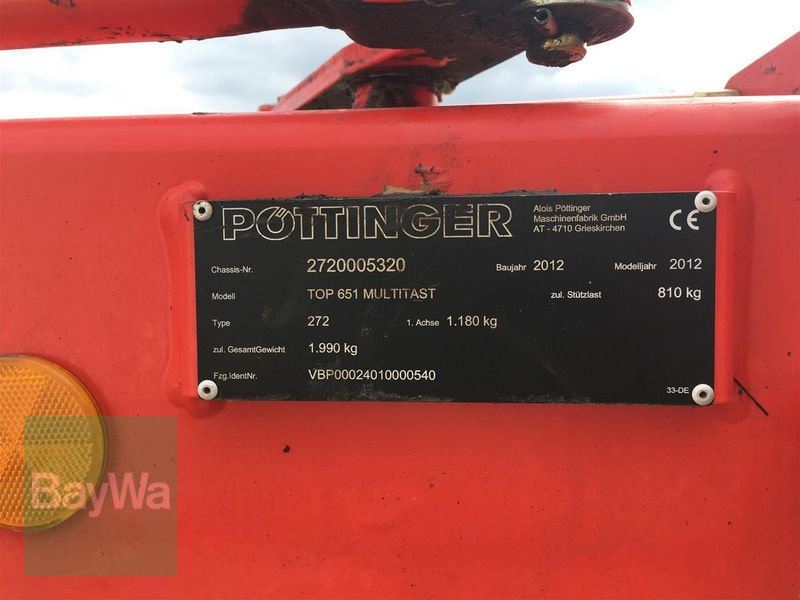 PÖTTINGER
Alois Pöttinger
Maschinenfabrik GmbH
AT - 4710 Grieskirchen
CE
Chassis-Nr. 2720005320 Baujahr 2012 Modelljahr 2012
Modell TOP 651 MULTITAST zul. Stützlast 810 kg
Type 272 1. Achse 1.180 kg
zul. GesamtGewicht 1.990 kg
Fzg.IdentNr. VBP00024010000540
33-DE
BayWa